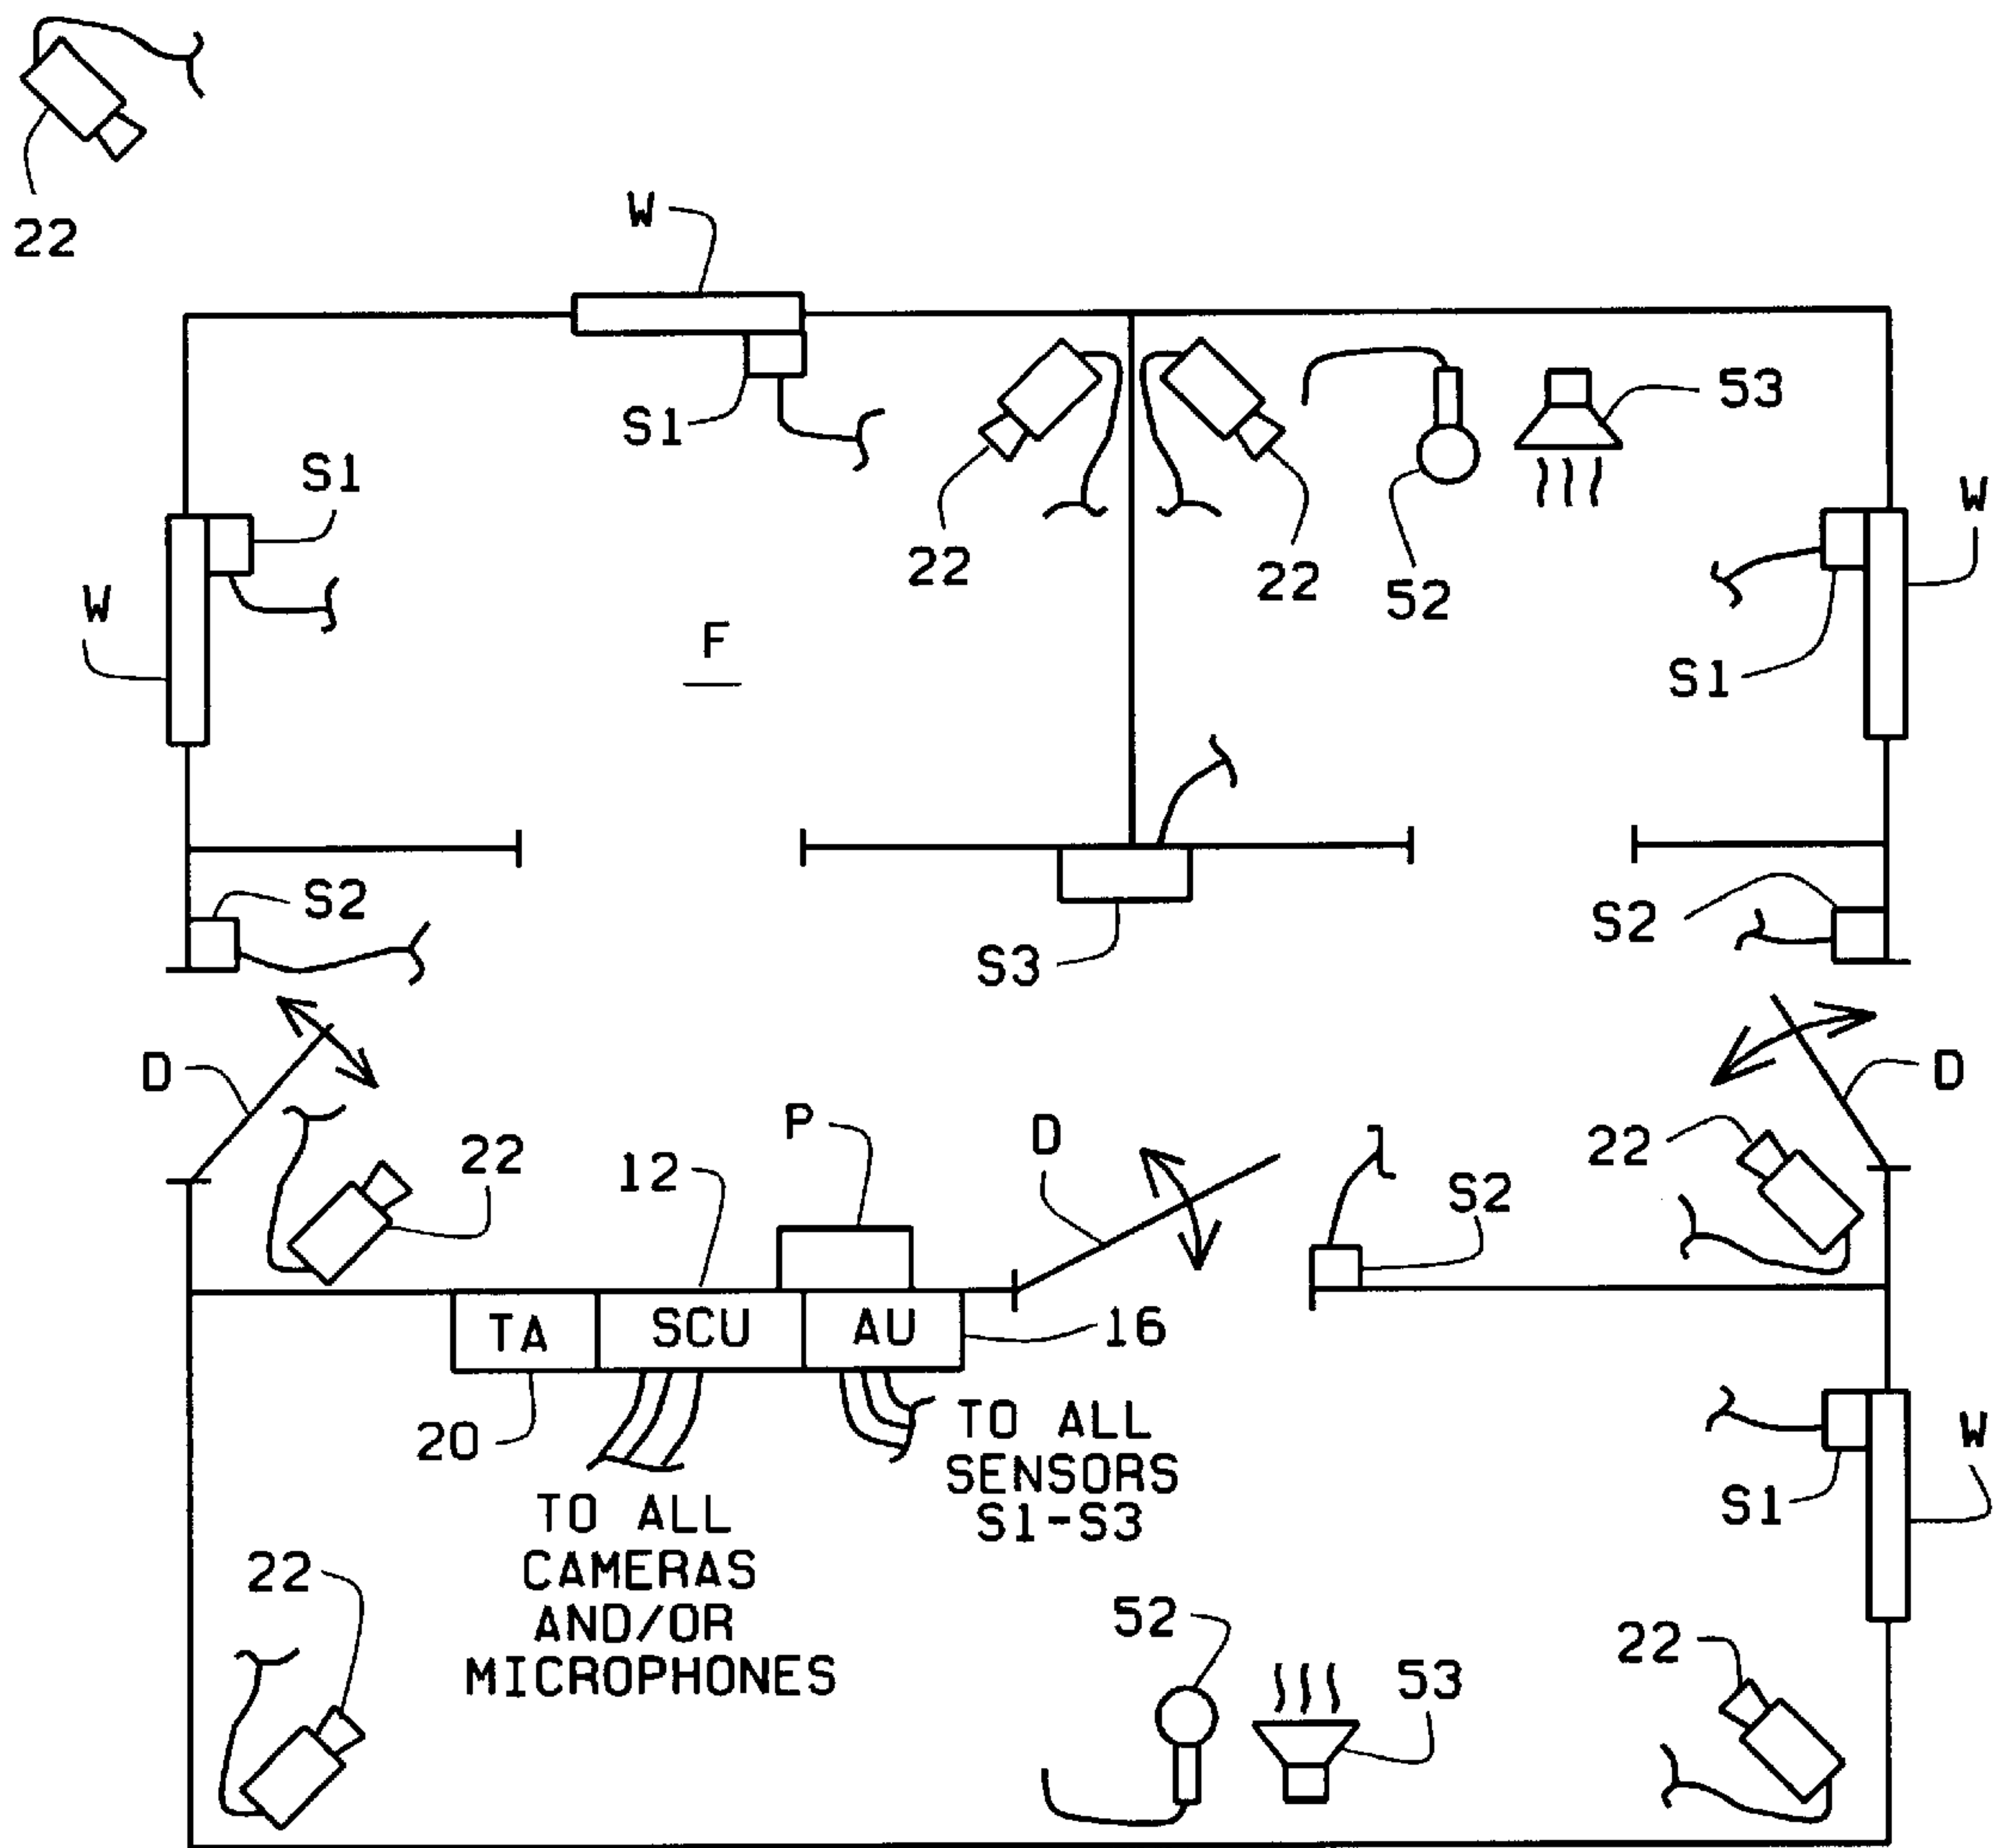 22
W
S1
S1
W
22
22
52
53
W
S1
F
S2
S3
S2
D
D
P
D
22
12
22
S2
TA
SCU
AU
16
20
TO ALL
SENSORS
S1-S3
TO ALL
CAMERAS
AND/OR
MICROPHONES
W
S1
22
52
53
22